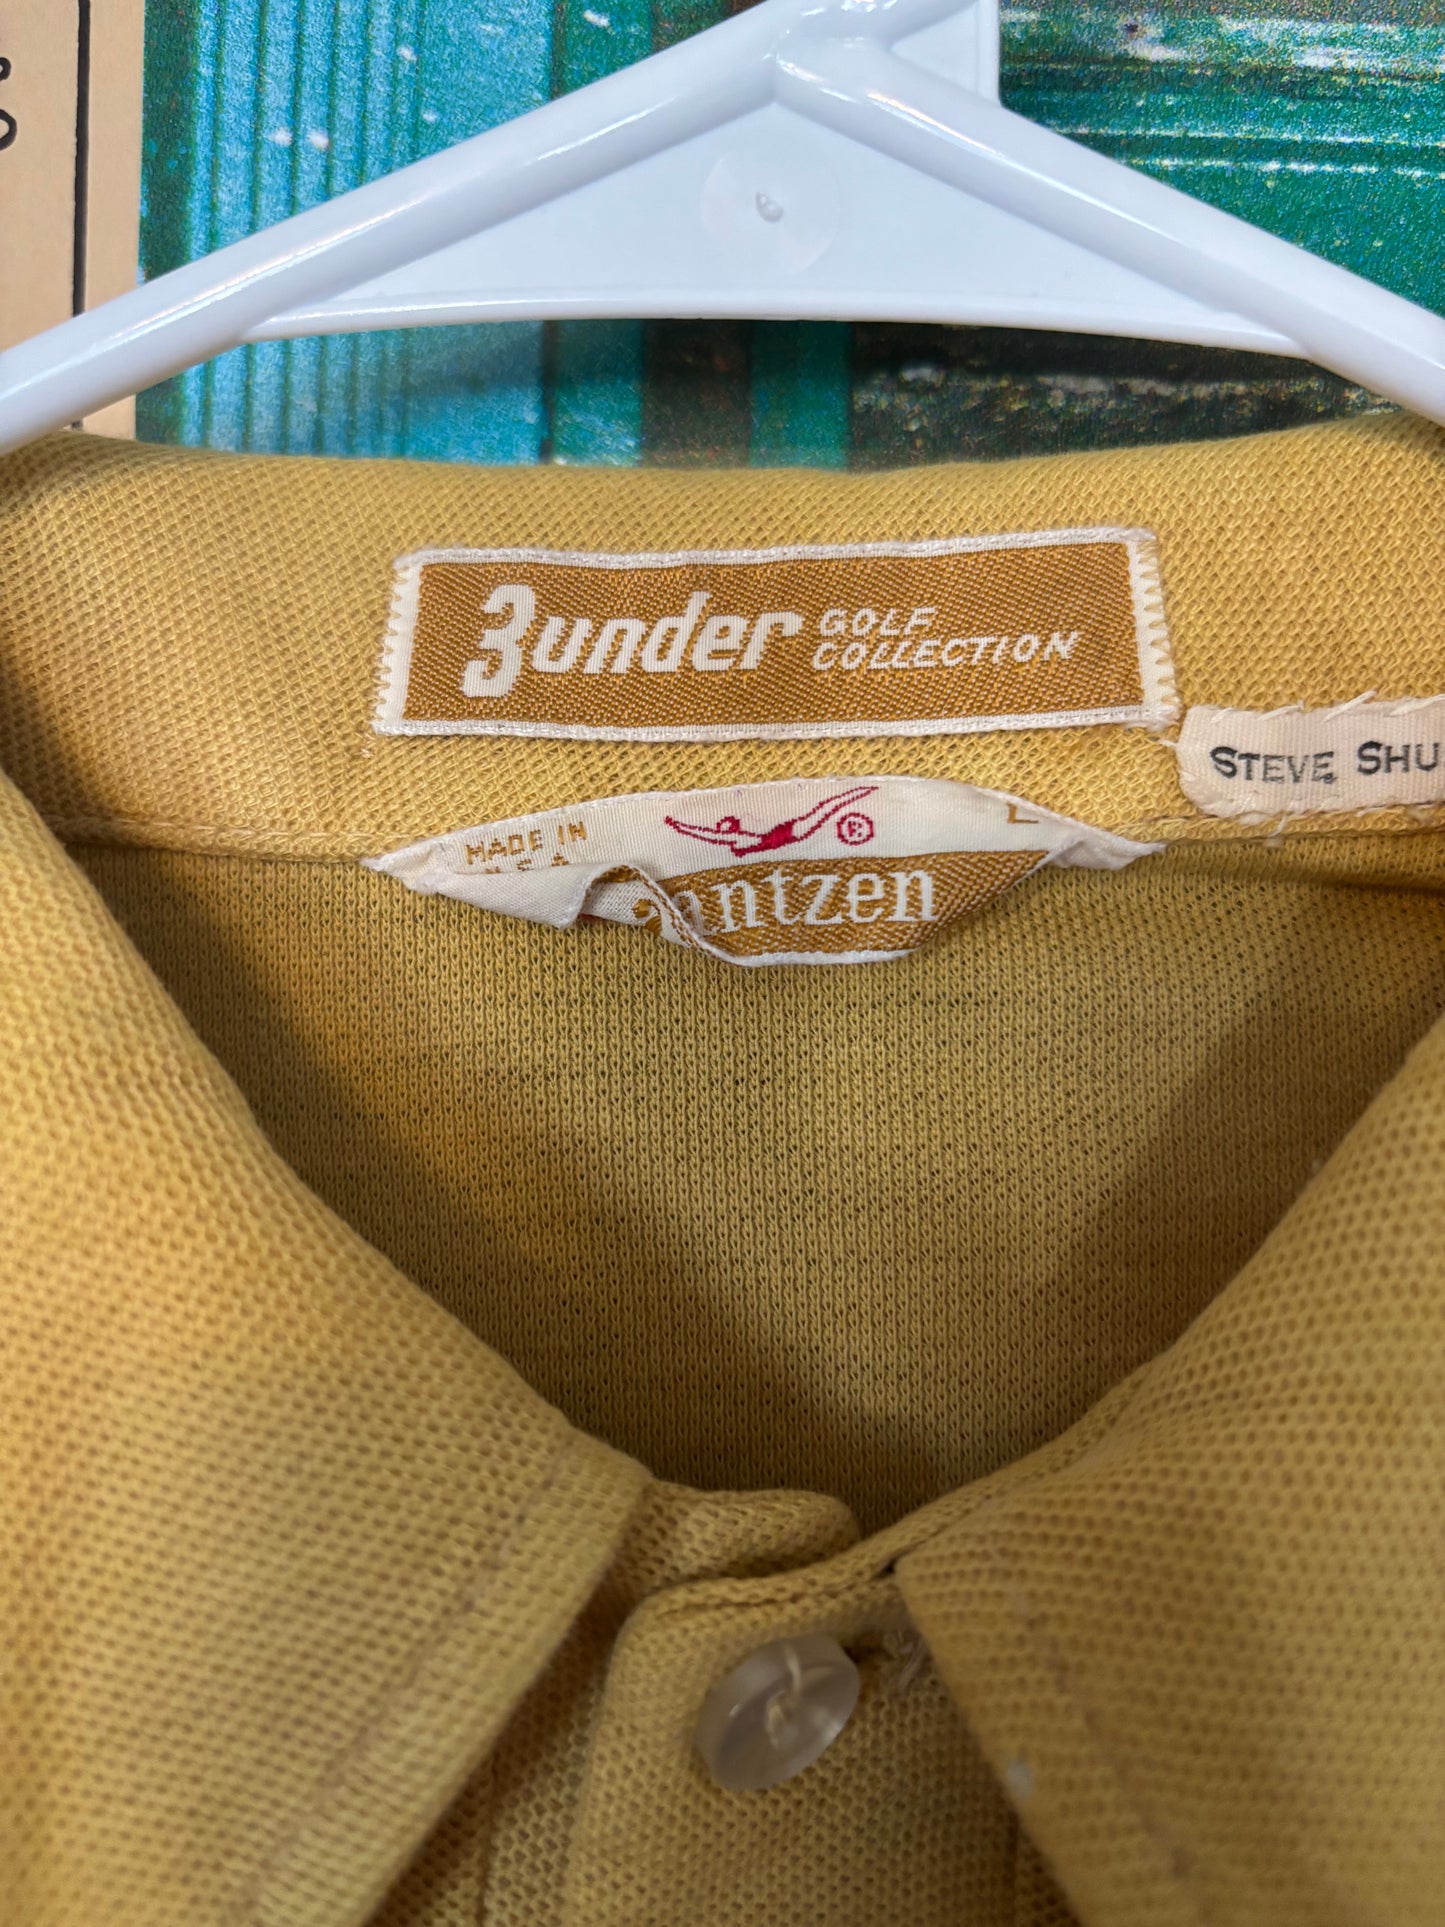 3under GOLF
COLLECTION
STEVE SHU
MADE IN ® L
U.S.A.
antzen